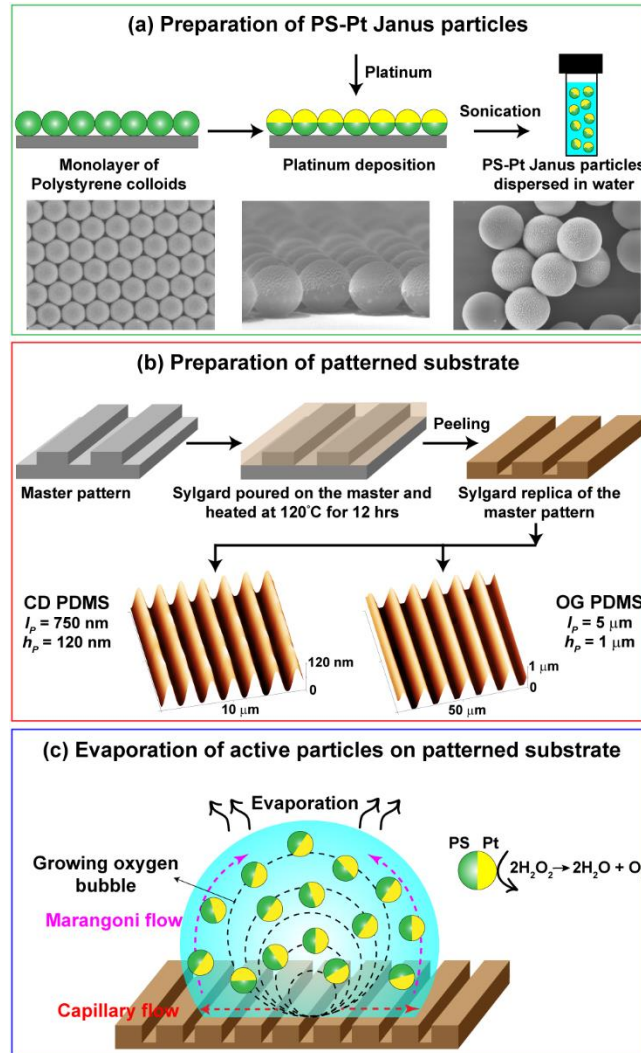 (a) Preparation of PS-Pt Janus particles
Platinum
Sonication
Monolayer of
Polystyrene colloids
Platinum deposition
PS-Pt Janus particles
dispersed in water
(b) Preparation of patterned substrate
Peeling
Master pattern
Sylgard poured on the master and
heated at 120°C for 12 hrs
Sylgard replica of the
master pattern
CD PDMS
lP = 750 nm
hP = 120 nm
120 nm
0
10 μm
OG PDMS
lP = 5 μm
hP = 1 μm
1 μm
0
50 μm
(c) Evaporation of active particles on patterned substrate
Evaporation
PS Pt
2H₂O₂→2H₂O + O
Growing oxygen
bubble
Marangoni flow
Capillary flow